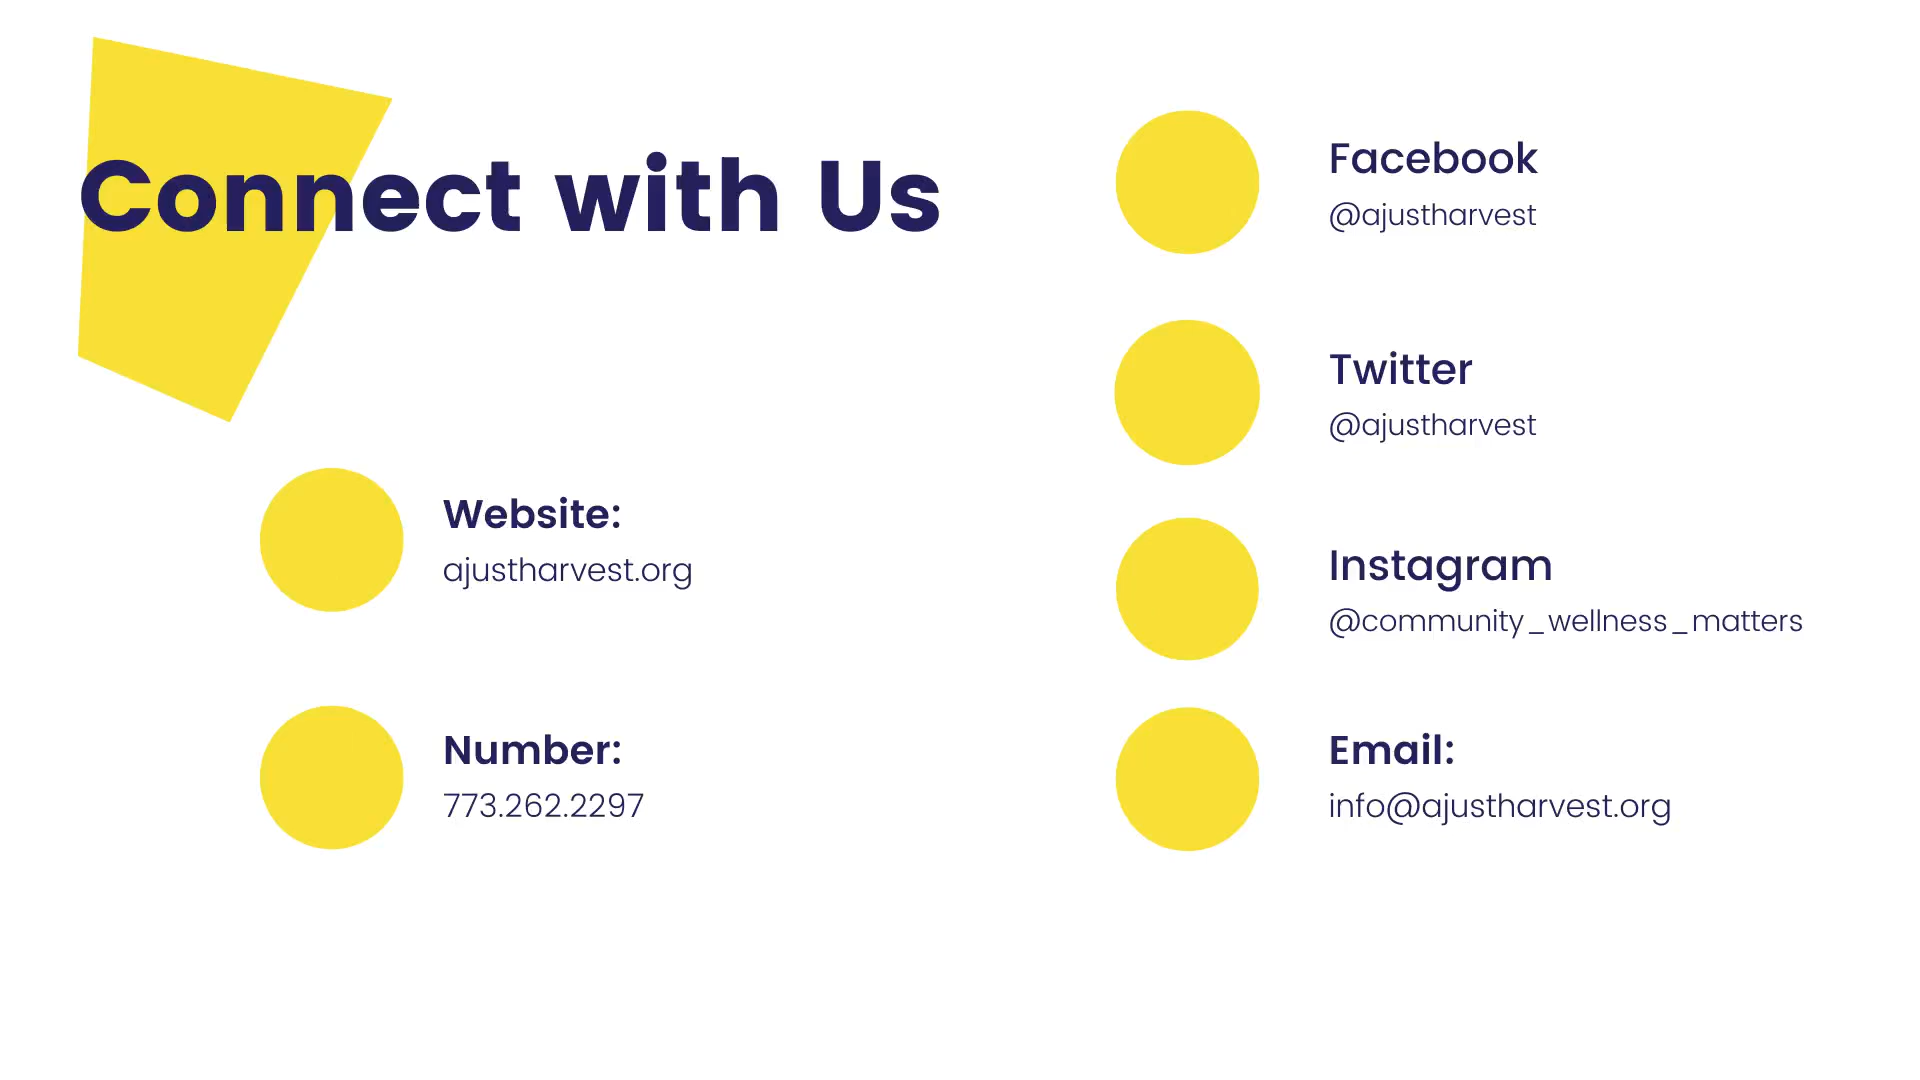 Connect with Us
Website:
ajustharvest.org
Number:
773.262.2297
Facebook
@ajustharvest
Twitter
@ajustharvest
Instagram
@community_wellness_matters
Email:
info@ajustharvest.org